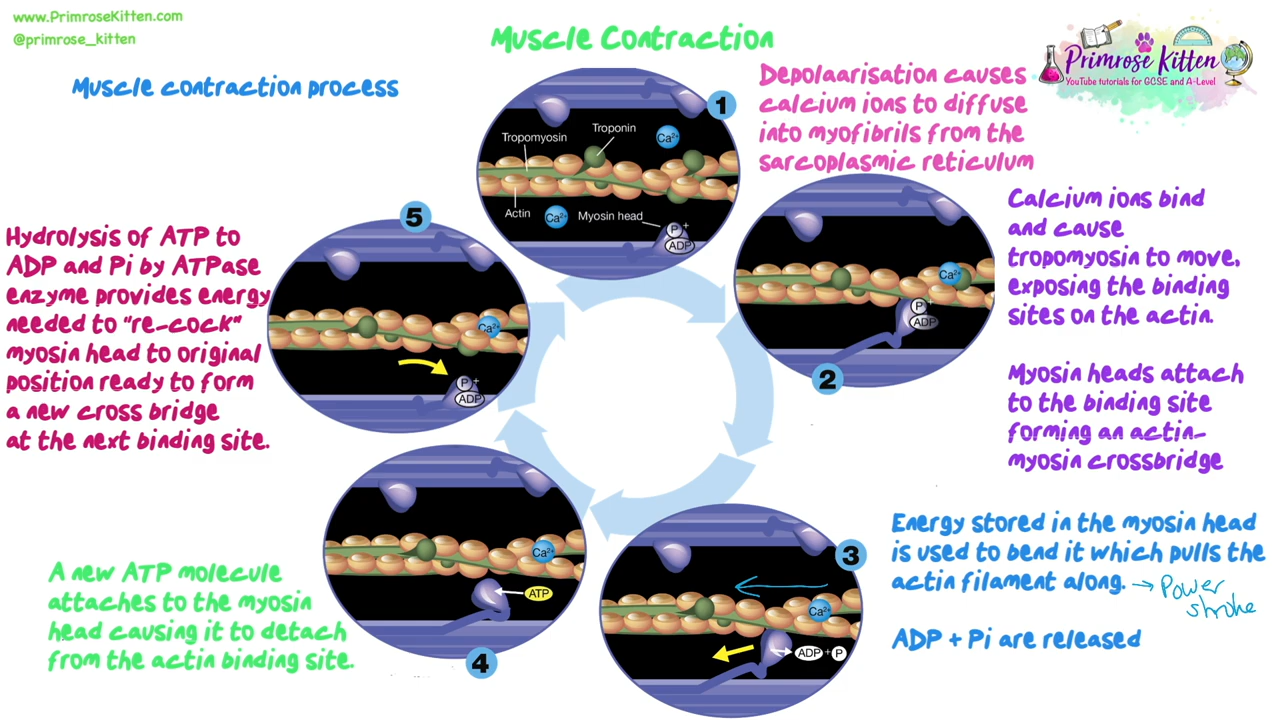 www.PrimroseKitten.com
@primrose_kitten
Muscle Contraction
Primrose Kitten
YouTube tutorials for GCSE and A-Level
Muscle contraction process
1
Depolaarisation causes
calcium ions to diffuse
into myofibrils from the
sarcoplasmic reticulum
Tropomyosin
Troponin
Ca2+
Actin
Ca2+
Myosin head
P
+
ADP
2
Calcium ions bind
and cause
tropomyosin to move,
exposing the binding
sites on the actin.
Myosin heads attach
to the binding site
forming an actin-
myosin crossbridge
Ca2+
P
+
ADP
3
Energy stored in the myosin head
is used to bend it which pulls the
actin filament along. → Power
stroke
ADP + Pi are released
Ca2+
ADP + P
4
A new ATP molecule
attaches to the myosin
head causing it to detach
from the actin binding site.
Ca2+
ATP
5
Hydrolysis of ATP to
ADP and Pi by ATPase
enzyme provides energy
needed to "re-cock"
myosin head to original
position ready to form
a new cross bridge
at the next binding site.
Ca2+
P
+
ADP